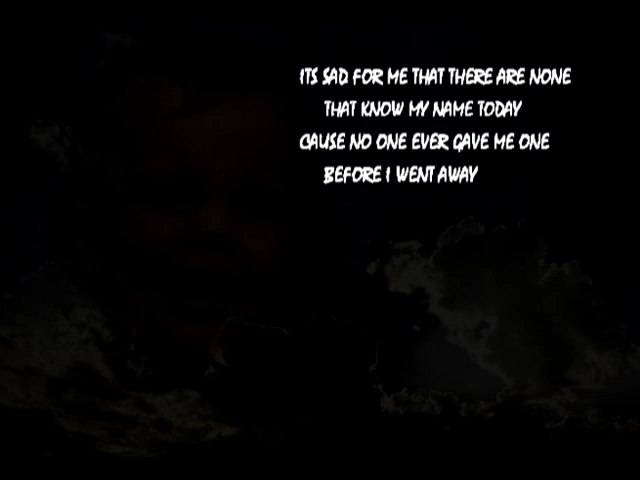 ITS SAD FOR ME THAT THERE ARE NONE
THAT KNOW MY NAME TODAY
CAUSE NO ONE EVER GAVE ME ONE
BEFORE I WENT AWAY